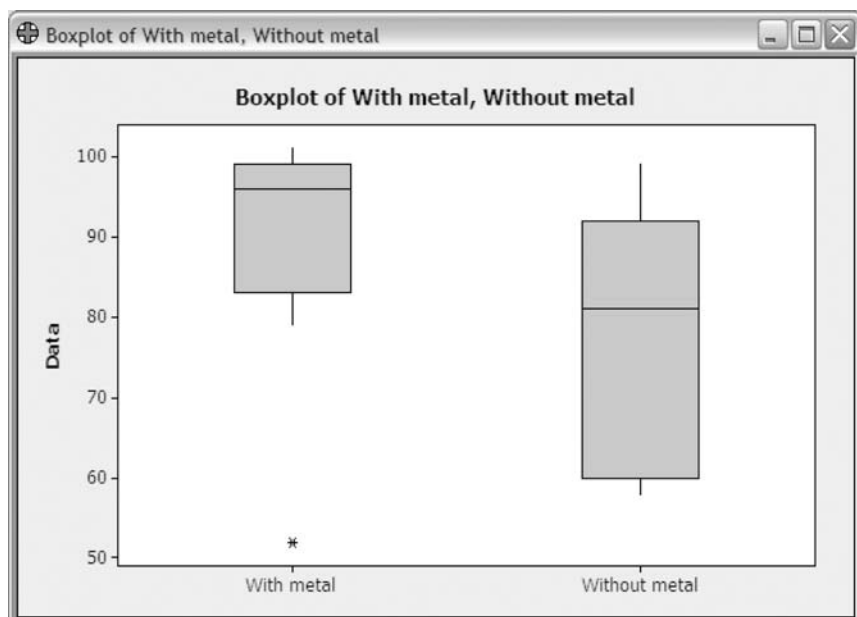 Boxplot of With metal, Without metal
Boxplot of With metal, Without metal
100
90
80
70
60
50
Data
With metal
Without metal